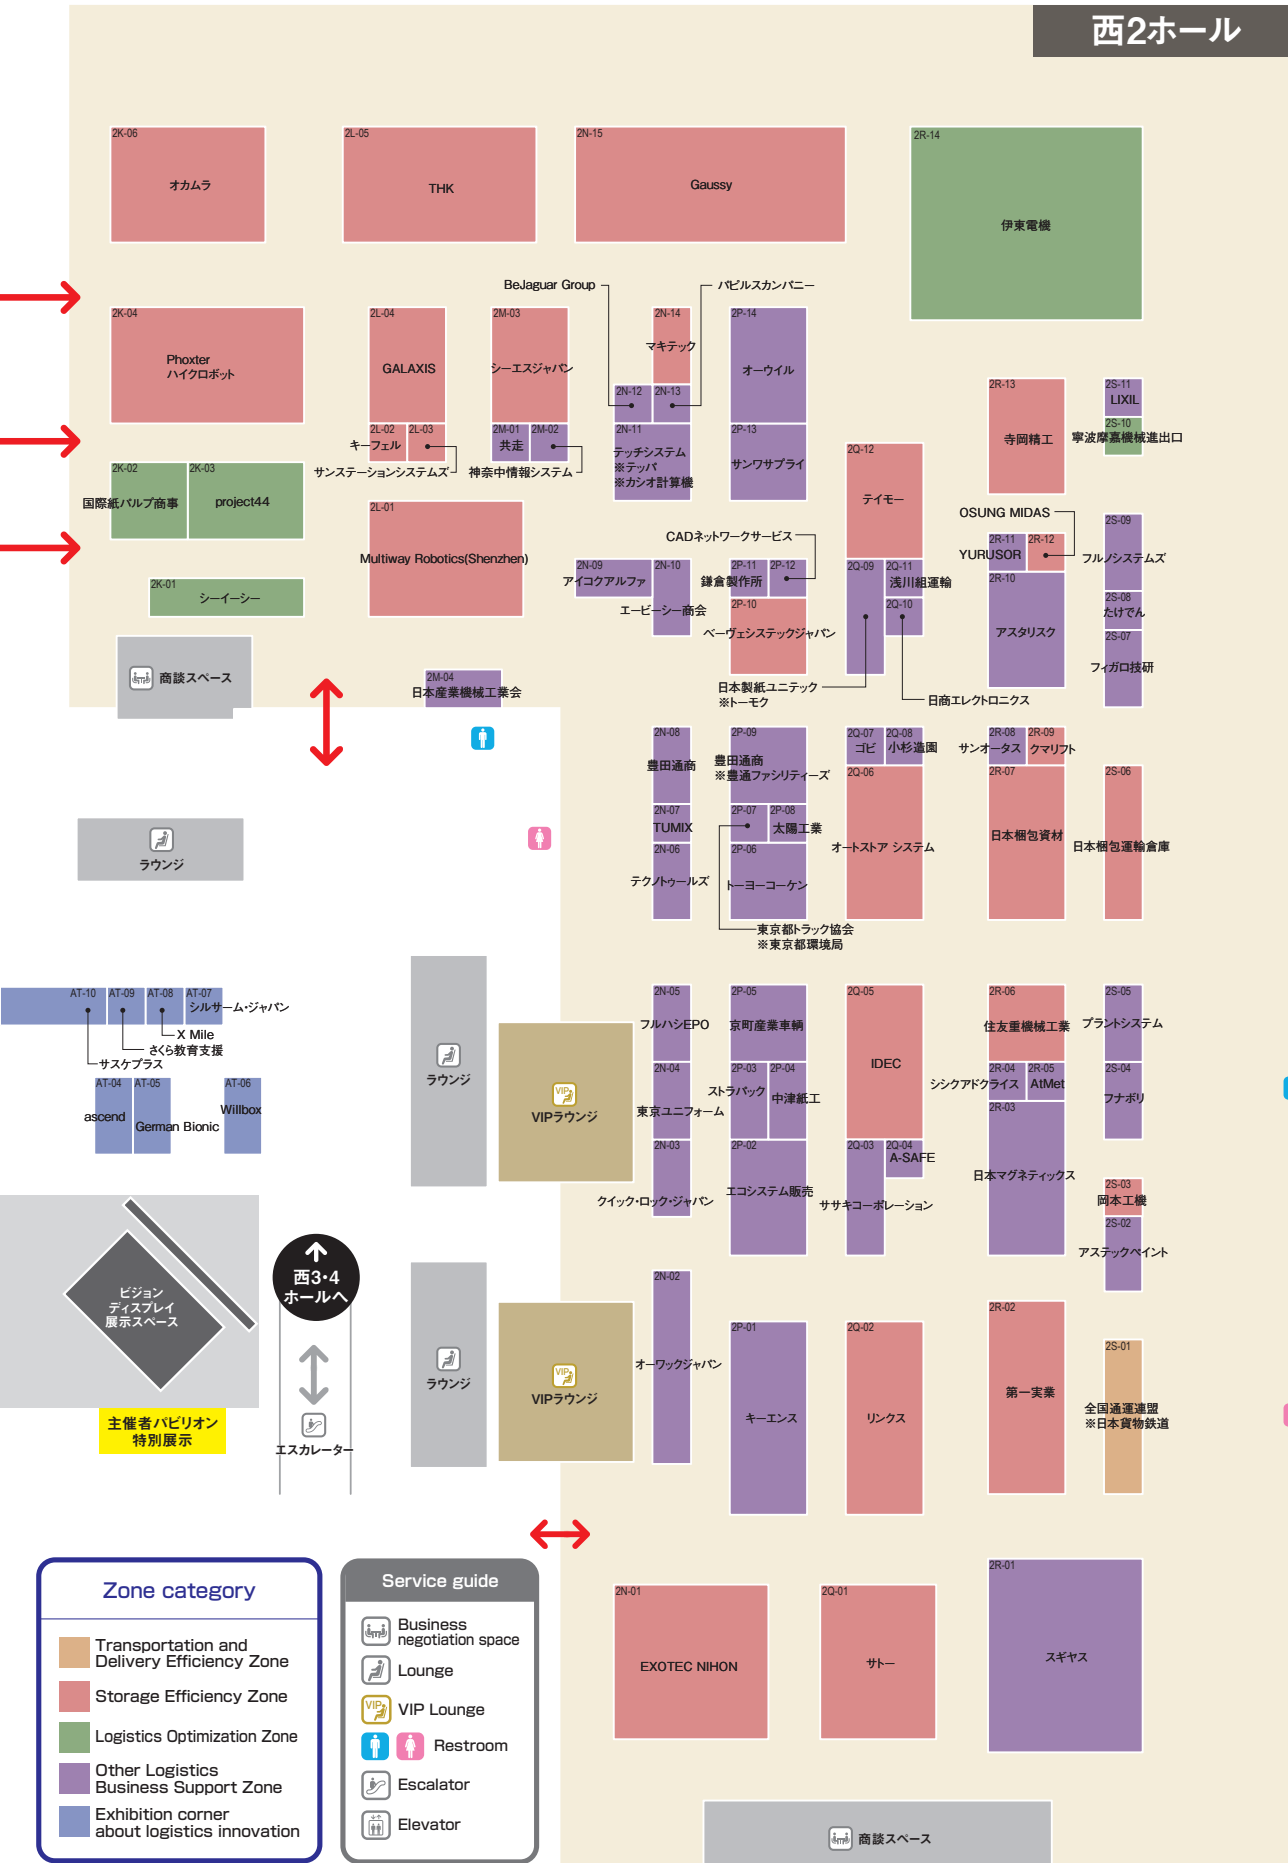 西2ホール
2K-06
オカムラ
2L-05
THK
2N-15
Gaussy
2R-14
伊東電機
BeJaguar Group
パピルスカンパニー
2K-04
Phoxter
ハイクロボット
2L-04
GALAXIS
2M-03
シーエスジャパン
2N-14
マキテック
2P-14
オーウイル
2N-12
2N-13
2R-13
寺岡精工
2S-11
LIXIL
2S-10
寧波摩嘉機械進出口
2L-02
キーフェル
2L-03
サンステーションシステムズ
2M-01
共走
2M-02
神奈中情報システム
2N-11
テッチシステム
※テッパ
※カシオ計算機
2P-13
サンワサプライ
2Q-12
テイモー
2K-02
国際紙パルプ商事
2K-03
project44
2L-01
Multiway Robotics(Shenzhen)
OSUNG MIDAS
2S-09
フルノシステムズ
CADネットワークサービス
2R-11
YURUSOR
2R-12
2K-01
シーイーシー
2N-09
アイコクアルファ
2N-10
エービーシー商会
2P-11
鎌倉製作所
2P-12
2Q-09
2Q-11
浅川組運輸
2R-10
アスタリスク
2P-10
ベーヴェシステックジャパン
2Q-10
2S-08
たけでん
2S-07
フィガロ技研
商談スペース
2M-04
日本産業機械工業会
日本製紙ユニテック
※トーモク
日商エレクトロニクス
2N-08
豊田通商
2P-09
豊田通商
※豊通ファシリティーズ
2Q-07
ゴビ
2Q-08
小杉造園
2R-08
サンオータス
2R-09
クマリフト
2Q-06
オートストア システム
2R-07
日本梱包資材
2S-06
日本梱包運輸倉庫
2N-07
TUMIX
2P-07
2P-08
太陽工業
2N-06
テクノトゥールズ
2P-06
トーヨーコーケン
ラウンジ
東京都トラック協会
※東京都環境局
AT-10
AT-09
AT-08
AT-07
シルサーム・ジャパン
X Mile
さくら教育支援
サスケプラス
2N-05
フルハシEPO
2P-05
京町産業車輌
2Q-05
IDEC
2R-06
住友重機械工業
2S-05
プラントシステム
ラウンジ
VIP
VIPラウンジ
AT-04
ascend
AT-05
German Bionic
AT-06
Willbox
2N-04
東京ユニフォーム
2P-03
ストラパック
2P-04
中津紙工
2R-04
シシクアドクライス
2R-05
AtMet
2S-04
フナボリ
2R-03
日本マグネティックス
2N-03
クイック・ロック・ジャパン
2P-02
エコシステム販売
2Q-03
ササキコーポレーション
2Q-04
A-SAFE
2S-03
岡本工機
2S-02
アステックペイント
ビジョン
ディスプレイ
展示スペース
西3・4
ホールへ
2N-02
オーワックジャパン
2P-01
キーエンス
2Q-02
リンクス
2R-02
第一実業
2S-01
全国通運連盟
※日本貨物鉄道
ラウンジ
VIP
VIPラウンジ
主催者パビリオン
特別展示
エスカレーター
Zone category
Transportation and
Delivery Efficiency Zone
Storage Efficiency Zone
Logistics Optimization Zone
Other Logistics
Business Support Zone
Exhibition corner
about logistics innovation
Service guide
Business
negotiation space
Lounge
VIP
VIP Lounge
Restroom
Escalator
Elevator
2N-01
EXOTEC NIHON
2Q-01
サトー
2R-01
スギヤス
商談スペース